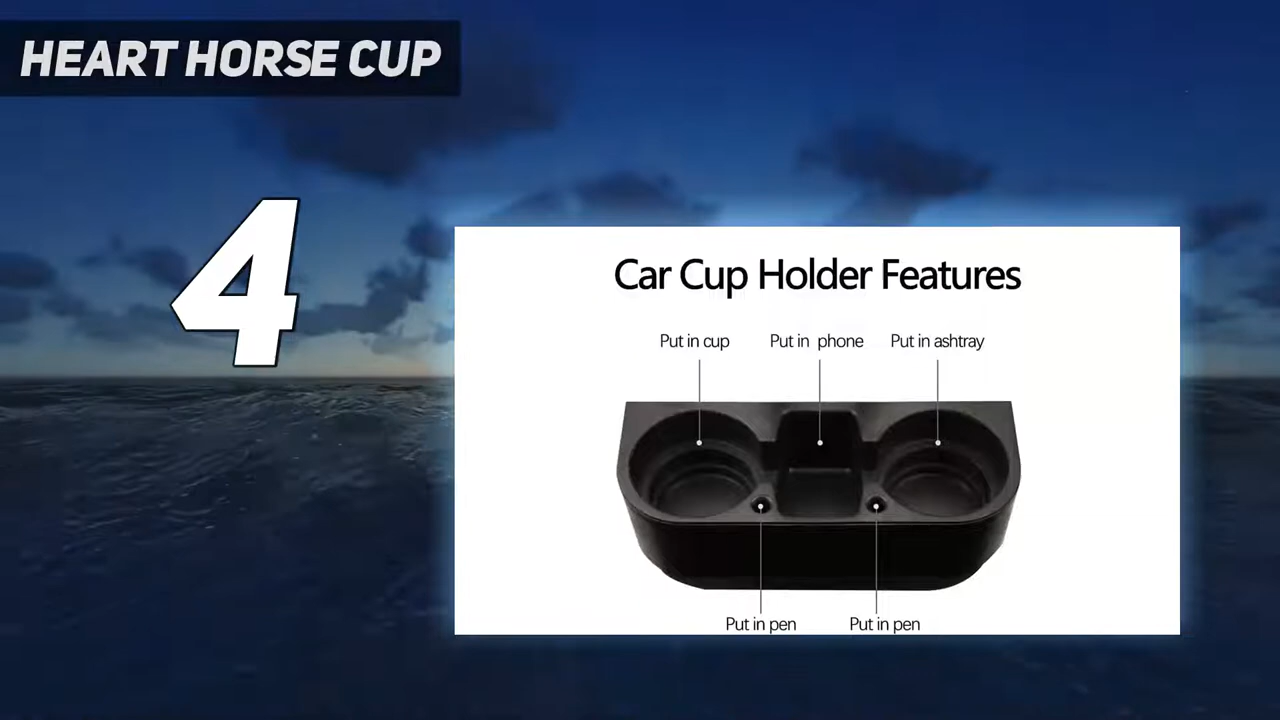 HEART HORSE CUP
4
Car Cup Holder Features
Put in cup
Put in phone
Put in ashtray
Put in pen
Put in pen